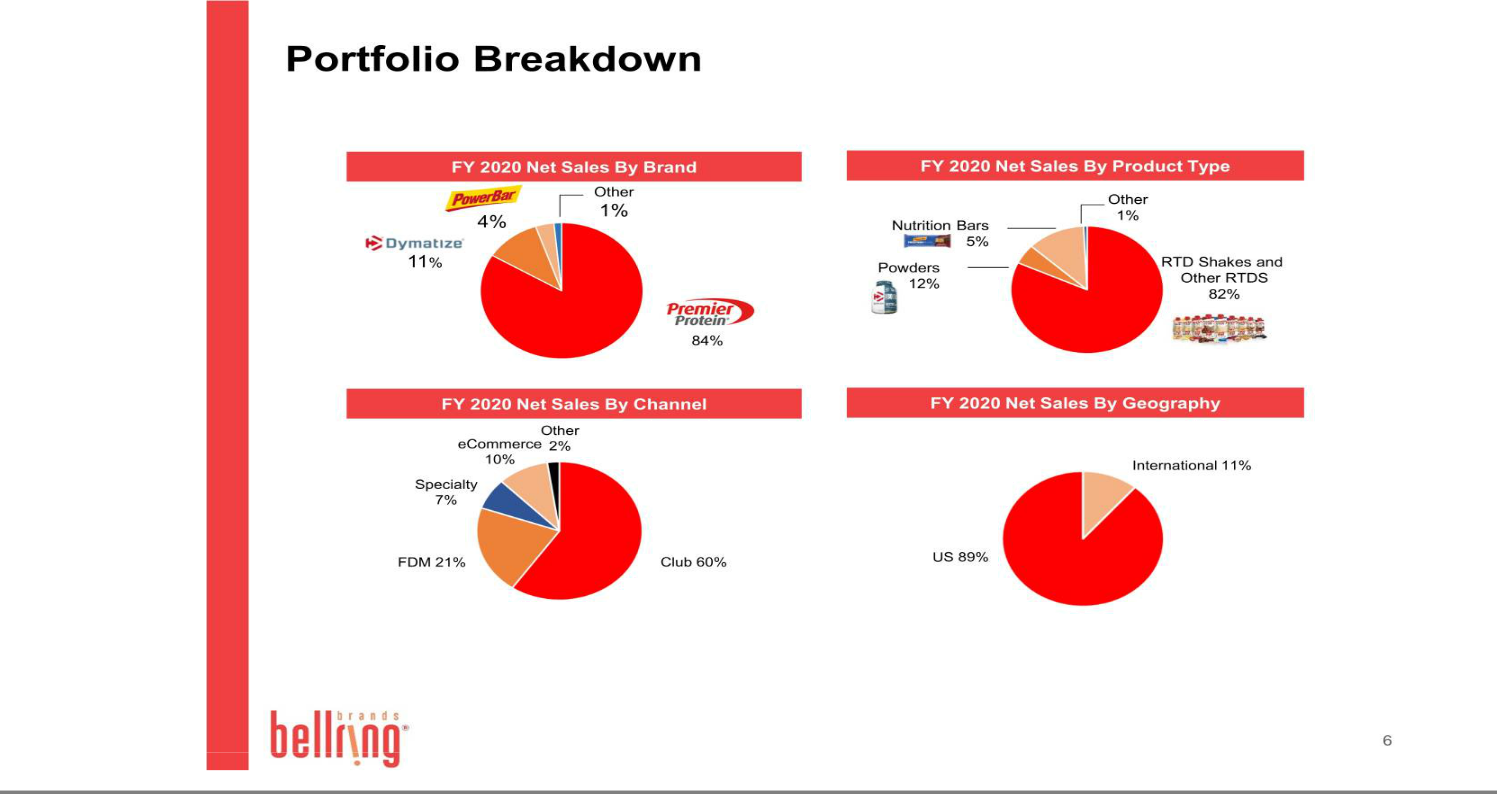 Portfolio Breakdown
FY 2020 Net Sales By Brand
PowerBar
4%
Other
1%
Dymatize
11%
Premier
Protein
84%
FY 2020 Net Sales By Product Type
Other
1%
Nutrition Bars
5%
Powders
12%
RTD Shakes and
Other RTDS
82%
FY 2020 Net Sales By Channel
Other
2%
eCommerce
10%
Specialty
7%
FDM 21%
Club 60%
FY 2020 Net Sales By Geography
International 11%
US 89%
brands
bellring®
6